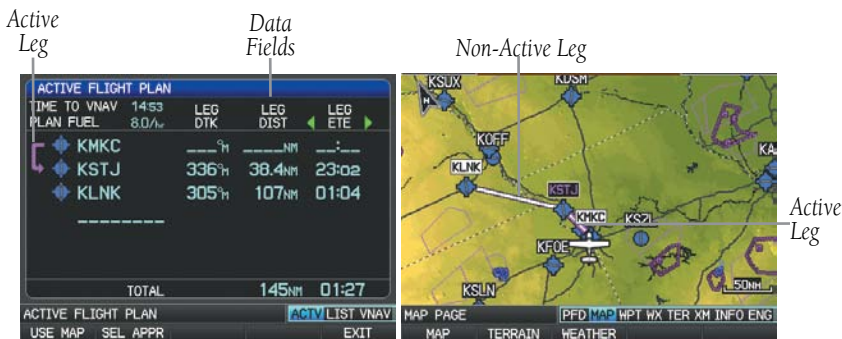 Active
Leg
Data
Fields
Non-Active Leg
ACTIVE FLIGHT PLAN
TIME TO VNAV 14:53
PLAN FUEL 8.0/hr
LEG DTK LEG DIST LEG ETE
KMKC ___°M ____NM __:__
KSTJ 336°M 38.4NM 23:02
KLNK 305°M 107NM 01:04
_ _ _ _ _ _ _ _
TOTAL 145NM 01:27
ACTIVE FLIGHT PLAN ACTV LIST VNAV
USE MAP SEL APPR EXIT
KSUX
KDSM
N
KOFF
KA
KLNK
KSTJ
KMKC
KSZL
Active
Leg
KFOE
KSLN
50NM
MAP PAGE PFD MAP WPT WX TER XM INFO ENG
MAP TERRAIN WEATHER